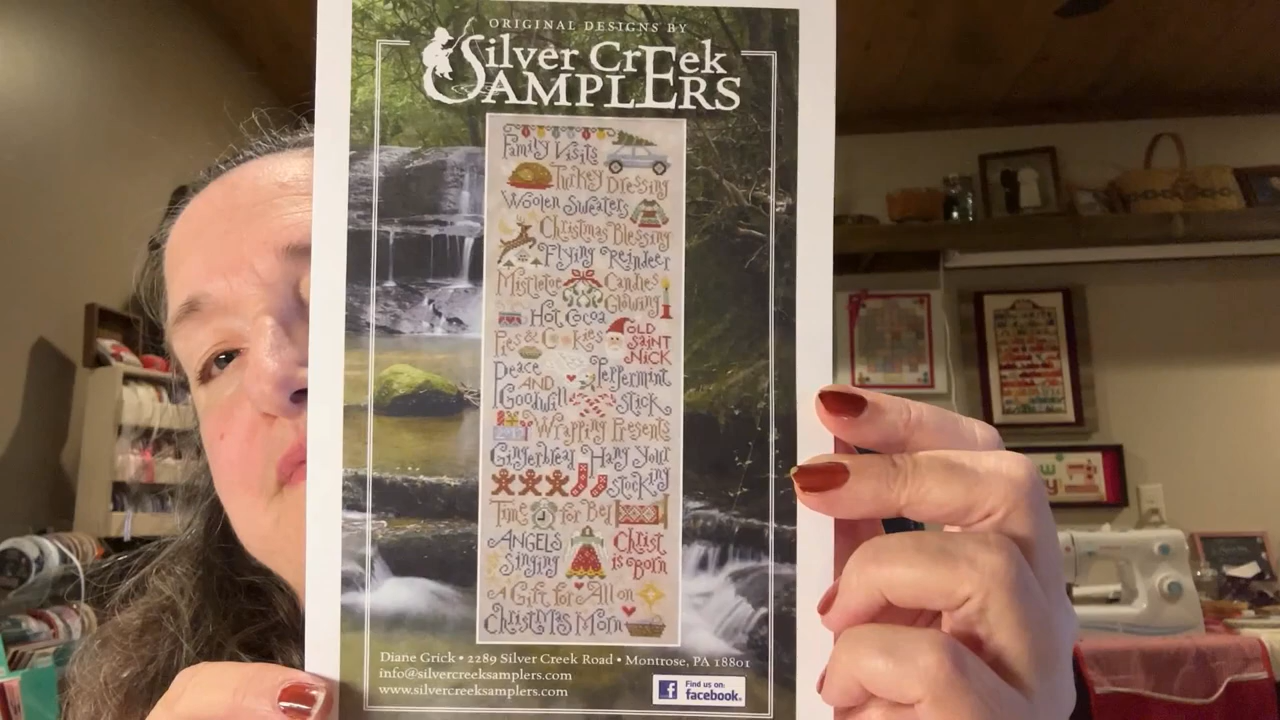 ORIGINAL DESIGNS BY
Silver CrEek
SAMPLERS
Family Visits
Turkey Dressing
Woolen Sweaters
Christmas Blessing
Flying Reindeer
Mistletoe Candles
Glowing
Hot Cocoa
Pies & Cookies
OLD
SAINT
NICK
Peace
AND
Goodwill
Peppermint
Stick
Wrapping Presents
Gingerbread Hang Your
Stocking
Time for Bed
ANGELS
Singing
Christ
is Born
A Gift for All on
Christmas Morn
Diane Grick • 2289 Silver Creek Road • Montrose, PA 18801
info@silvercreeksamplers.com
www.silvercreeksamplers.com
Find us on:
facebook